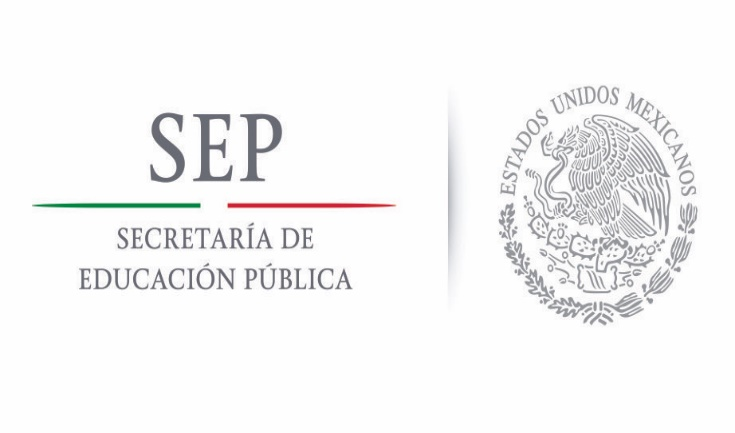 SEP
SECRETARÍA DE
EDUCACIÓN PÚBLICA
ESTADOS UNIDOS MEXICANOS